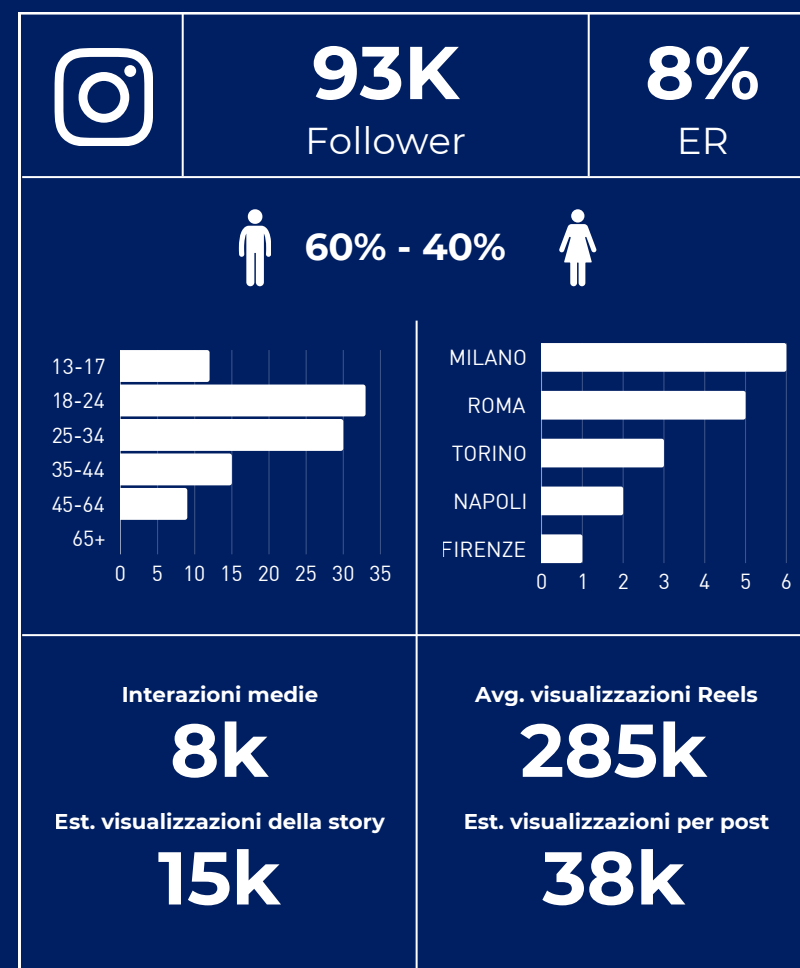 93K
Follower
8%
ER
60% - 40%
13-17
18-24
25-34
35-44
45-64
65+
0 5 10 15 20 25 30 35
MILANO
ROMA
TORINO
NAPOLI
FIRENZE
0 1 2 3 4 5 6
Interazioni medie
8k
Est. visualizzazioni della story
15k
Avg. visualizzazioni Reels
285k
Est. visualizzazioni per post
38k